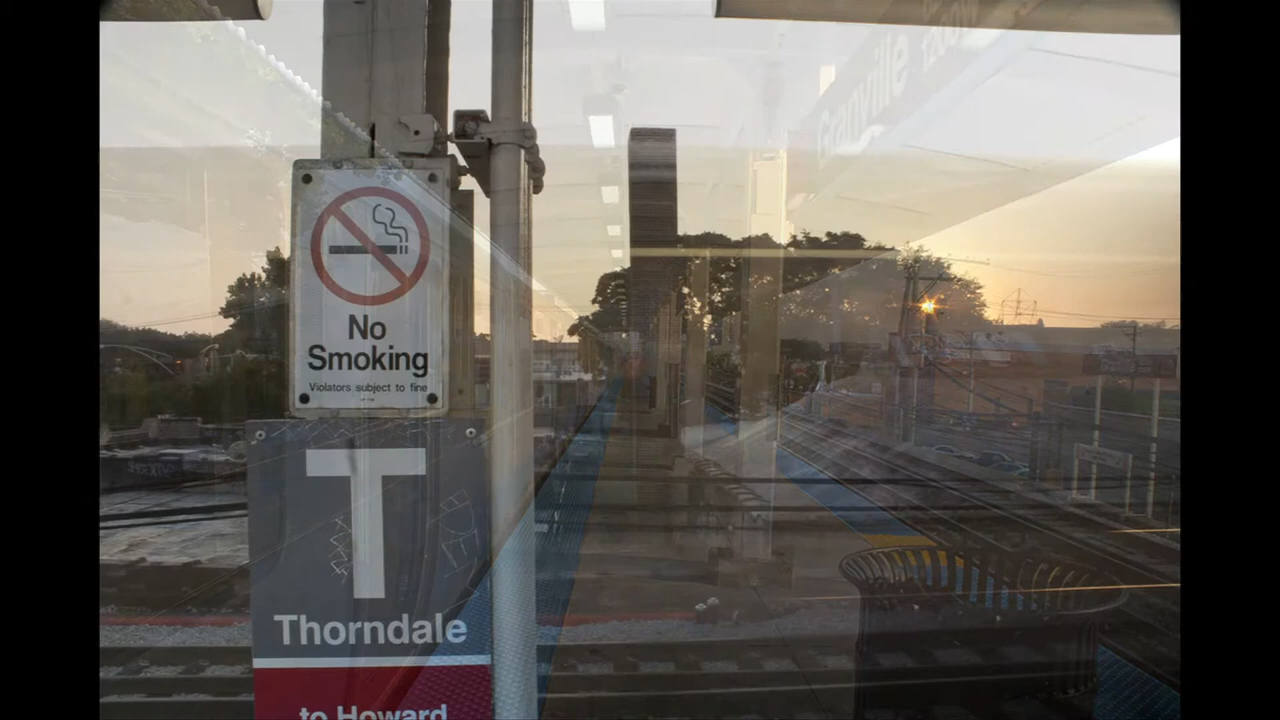 Granville
No
Smoking
Violators subject to fine
T
Thorndale
to Howard